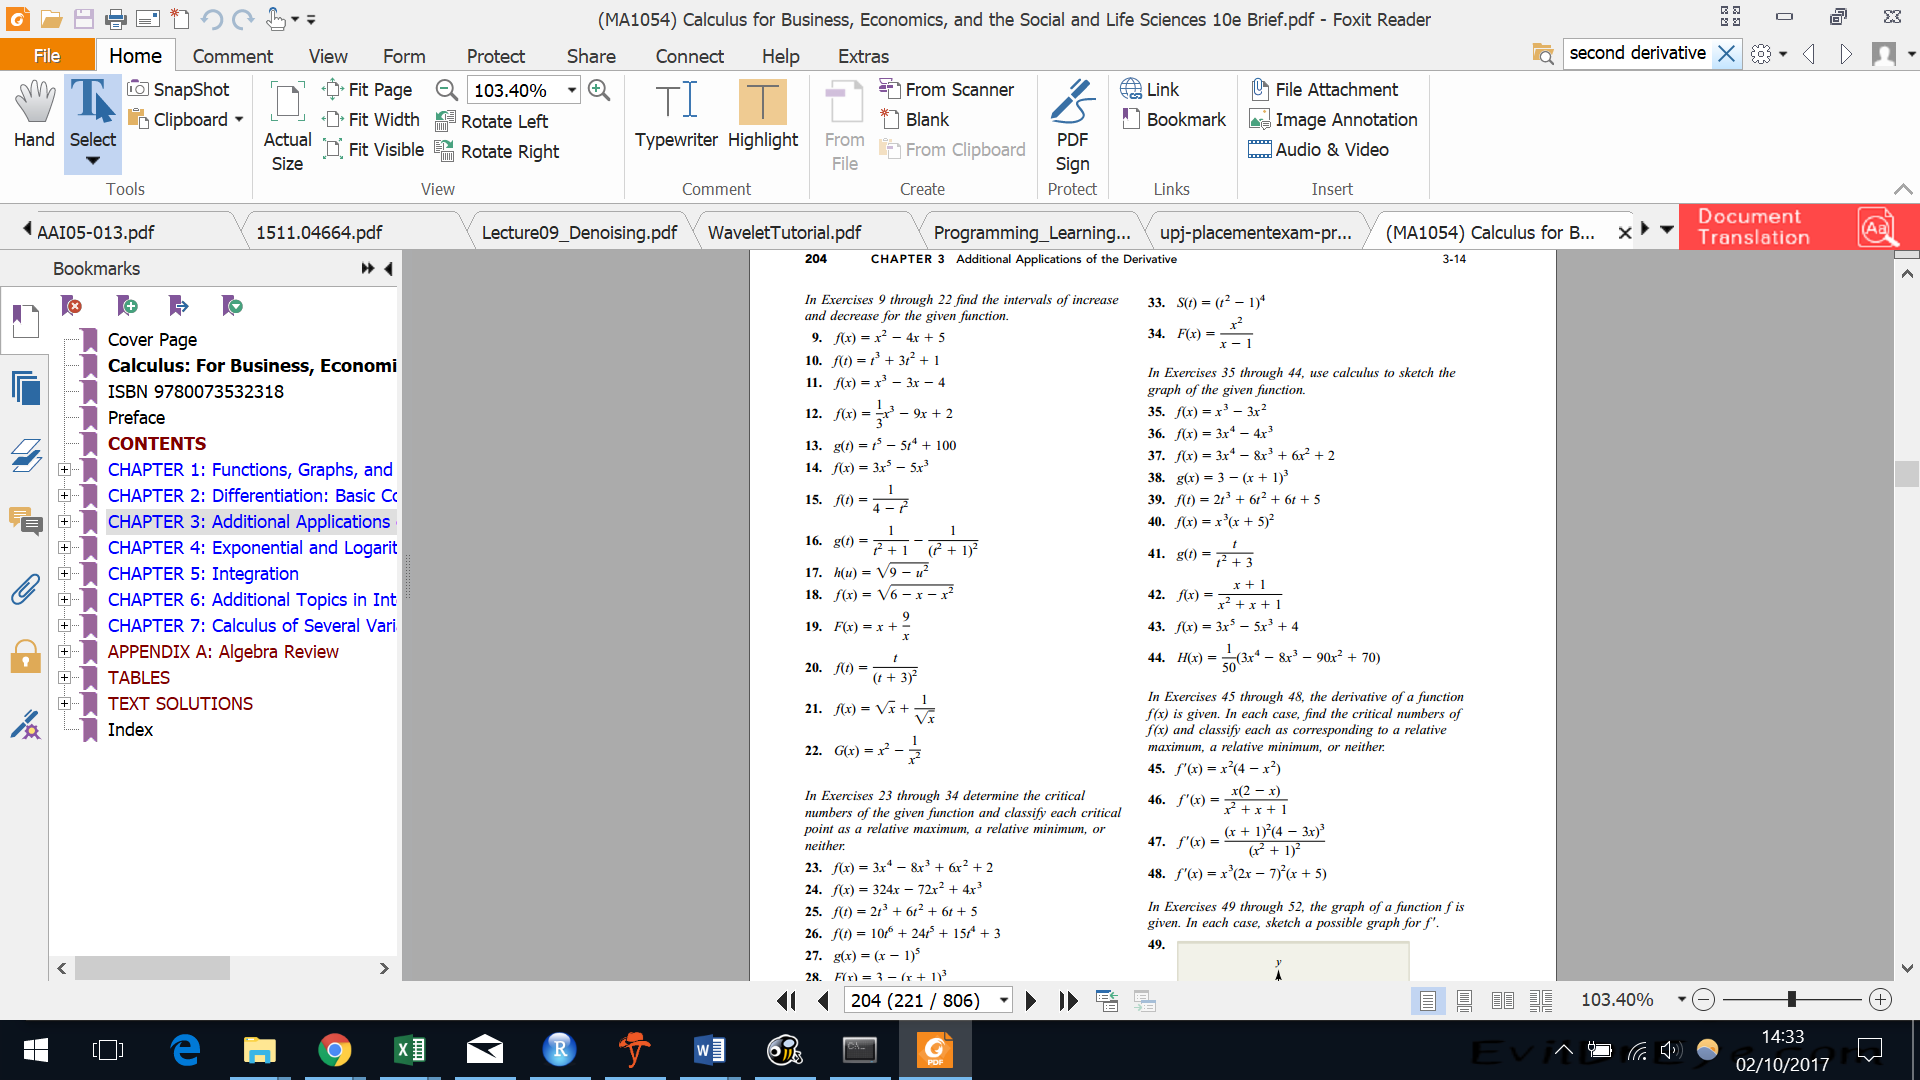 (MA1054) Calculus for Business, Economics, and the Social and Life Sciences 10e Brief.pdf - Foxit Reader
File Home Comment View Form Protect Share Connect Help Extras second derivative
Hand
Select
SnapShot
Clipboard
Tools
Actual
Size
Fit Page
Fit Width
Fit Visible
103.40%
Rotate Left
Rotate Right
View
Typewriter
Highlight
Comment
From
File
From Scanner
Blank
From Clipboard
Create
PDF
Sign
Protect
Link
Bookmark
Links
File Attachment
Image Annotation
Audio & Video
Insert
AAI05-013.pdf 1511.04664.pdf Lecture09_Denoising.pdf WaveletTutorial.pdf Programming_Learning... upj-placementexam-pr... (MA1054) Calculus for B...
Document
Translation
Bookmarks
Cover Page
Calculus: For Business, Economi
ISBN 9780073532318
Preface
CONTENTS
CHAPTER 1: Functions, Graphs, and
CHAPTER 2: Differentiation: Basic Co
CHAPTER 3: Additional Applications
CHAPTER 4: Exponential and Logarit
CHAPTER 5: Integration
CHAPTER 6: Additional Topics in Int
CHAPTER 7: Calculus of Several Vari
APPENDIX A: Algebra Review
TABLES
TEXT SOLUTIONS
Index
204 CHAPTER 3 Additional Applications of the Derivative 3-14
In Exercises 9 through 22 find the intervals of increase
and decrease for the given function.
9. f(x) = x² − 4x + 5
10. f(t) = t³ + 3t² + 1
11. f(x) = x³ − 3x − 4
12. f(x) = 1/3 x³ − 9x + 2
13. g(t) = t⁵ − 5t⁴ + 100
14. f(x) = 3x⁵ − 5x³
15. f(t) = 1/(4 − t²)
16. g(t) = 1/(t² + 1) − 1/(t² + 1)²
17. h(u) = √(9 − u²)
18. f(x) = √(6 − x − x²)
19. F(x) = x + 9/x
20. f(t) = t/(t + 3)²
21. f(x) = √x + 1/√x
22. G(x) = x² − 1/x²
In Exercises 23 through 34 determine the critical
numbers of the given function and classify each critical
point as a relative maximum, a relative minimum, or
neither.
23. f(x) = 3x⁴ − 8x³ + 6x² + 2
24. f(x) = 324x − 72x² + 4x³
25. f(t) = 2t³ + 6t² + 6t + 5
26. f(t) = 10t⁶ + 24t⁵ + 15t⁴ + 3
27. g(x) = (x − 1)⁵
28. F(x) = 3 − (x + 1)³
33. S(t) = (t² − 1)⁴
34. F(x) = x²/(x − 1)
In Exercises 35 through 44, use calculus to sketch the
graph of the given function.
35. f(x) = x³ − 3x²
36. f(x) = 3x⁴ − 4x³
37. f(x) = 3x⁴ − 8x³ + 6x² + 2
38. g(x) = 3 − (x + 1)³
39. f(t) = 2t³ + 6t² + 6t + 5
40. f(x) = x³(x + 5)²
41. g(t) = t/(t² + 3)
42. f(x) = (x + 1)/(x² + x + 1)
43. f(x) = 3x⁵ − 5x³ + 4
44. H(x) = 1/50 (3x⁴ − 8x³ − 90x² + 70)
In Exercises 45 through 48, the derivative of a function
f(x) is given. In each case, find the critical numbers of
f(x) and classify each as corresponding to a relative
maximum, a relative minimum, or neither.
45. f′(x) = x²(4 − x²)
46. f′(x) = x(2 − x)/(x² + x + 1)
47. f′(x) = (x + 1)²(4 − 3x)³/(x² + 1)²
48. f′(x) = x³(2x − 7)²(x + 5)
In Exercises 49 through 52, the graph of a function f is
given. In each case, sketch a possible graph for f′.
49.
y
204 (221 / 806)
103.40%
14:33
02/10/2017